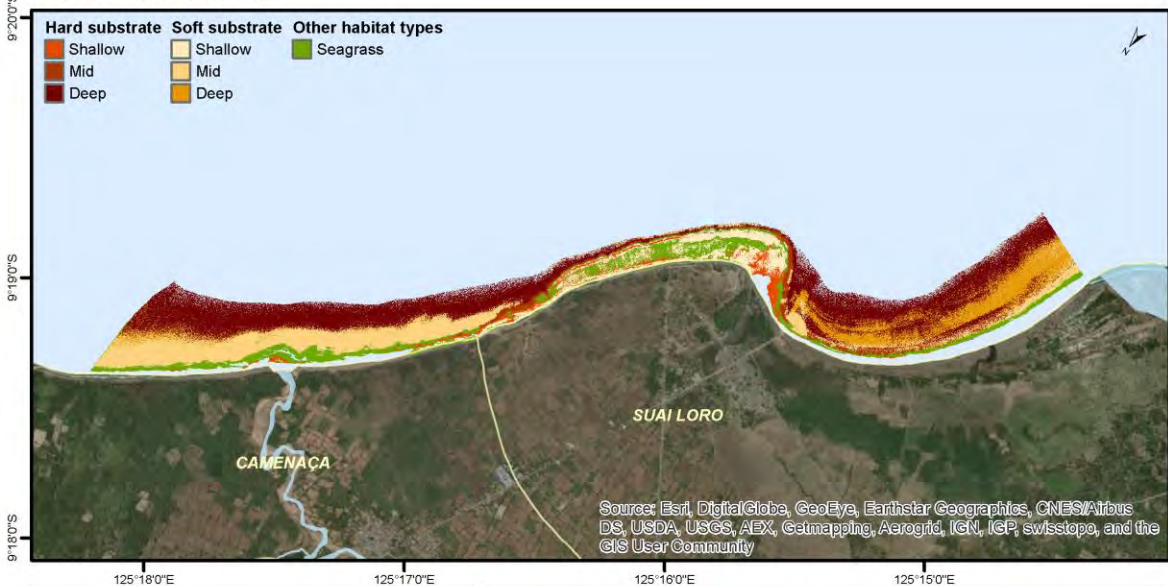 9°20'0"S
Hard substrate Soft substrate Other habitat types
Shallow Shallow Seagrass
Mid Mid
Deep Deep
N
9°19'0"S
SUAI LORO
CAMENAÇA
Source: Esri, DigitalGlobe, GeoEye, Earthstar Geographics, CNES/Airbus
DS, USDA, USGS, AEX, Getmapping, Aerogrid, IGN, IGP, swisstopo, and the
GIS User Community
9°18'0"S
125°18'0"E 125°17'0"E 125°16'0"E 125°15'0"E